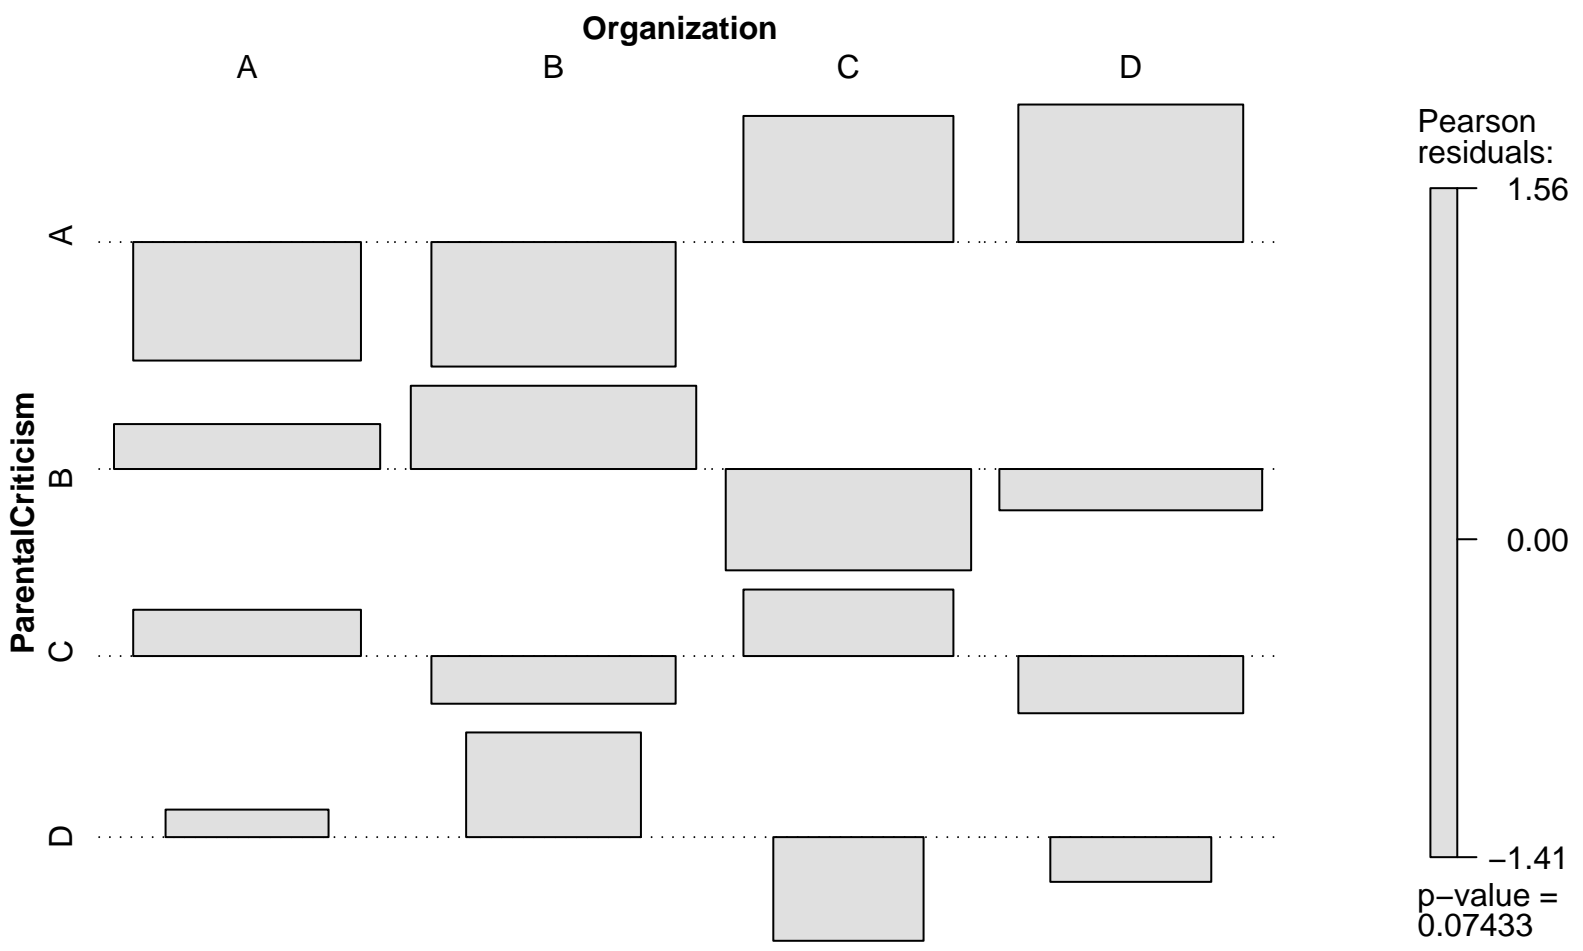 Organization
A B C D
Pearson
residuals:
1.56
0.00
−1.41
p−value =
0.07433
ParentalCriticism
A
B
C
D